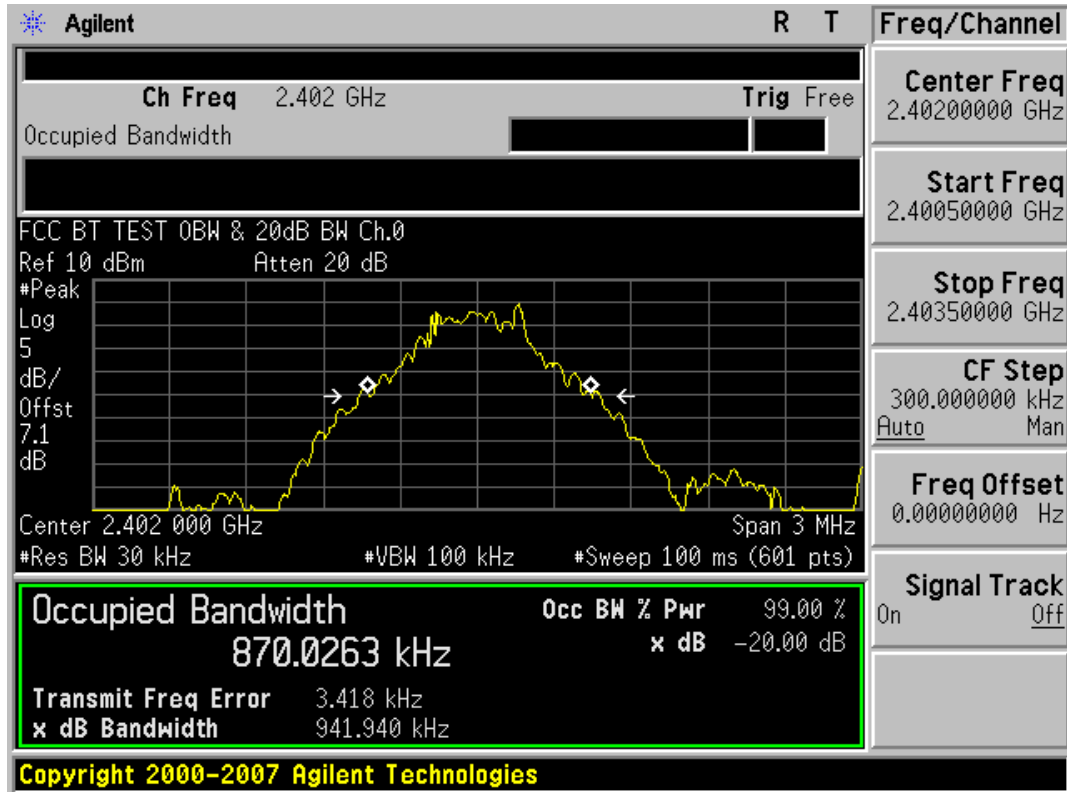 Agilent R T
Freq/Channel
Ch Freq 2.402 GHz Trig Free
Occupied Bandwidth
FCC BT TEST OBW & 20dB BW Ch.0
Ref 10 dBm Atten 20 dB
#Peak
Log
5
dB/
Offst
7.1
dB
Center 2.402 000 GHz Span 3 MHz
#Res BW 30 kHz #VBW 100 kHz #Sweep 100 ms (601 pts)
Occupied Bandwidth
870.0263 kHz
Occ BW % Pwr 99.00 %
x dB -20.00 dB
Transmit Freq Error 3.418 kHz
x dB Bandwidth 941.940 kHz
Center Freq
2.40200000 GHz
Start Freq
2.40050000 GHz
Stop Freq
2.40350000 GHz
CF Step
300.000000 kHz
Auto Man
Freq Offset
0.00000000 Hz
Signal Track
On Off
Copyright 2000-2007 Agilent Technologies